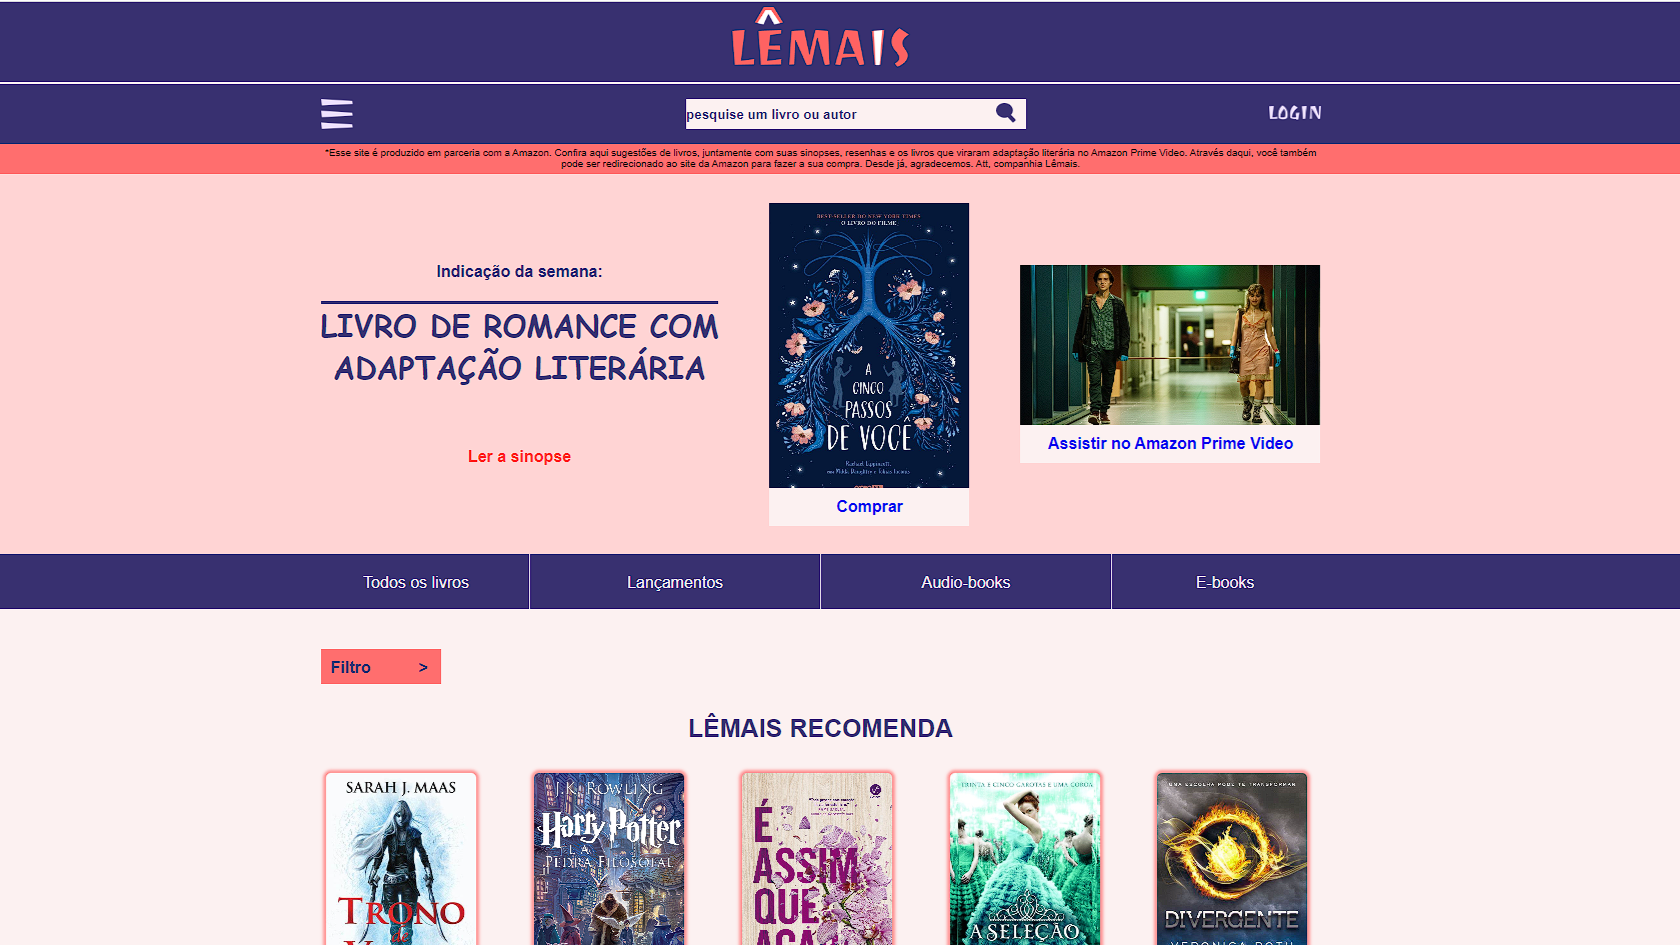 LÊMAIS
pesquise um livro ou autor
LOGIN
*Esse site é produzido em parceria com a Amazon. Confira aqui sugestões de livros, juntamente com suas sinopses, resenhas e os livros que viraram adaptação literária no Amazon Prime Video. Através daqui, você também
pode ser redirecionado ao site da Amazon para fazer a sua compra. Desde já, agradecemos. Att, companhia Lêmais.
Indicação da semana:
LIVRO DE ROMANCE COM
ADAPTAÇÃO LITERÁRIA
Ler a sinopse
BEST-SELLER DO NEW YORK TIMES
O LIVRO DO FILME
A
CINCO
PASSOS
DE VOCÊ
Rachael Lippincott,
com Mikki Daughtry e Tobias Iaconis
Comprar
Assistir no Amazon Prime Video
Todos os livros
Lançamentos
Audio-books
E-books
Filtro >
LÊMAIS RECOMENDA
SARAH J. MAAS
TRONO
de
J.K. ROWLING
Harry Potter
E A
PEDRA FILOSOFAL
É
ASSIM
QUE
TRINTA E CINCO GAROTAS E UMA COROA
A SELEÇÃO
UMA ESCOLHA PODE TE TRANSFORMAR
DIVERGENTE
VERONICA ROTH